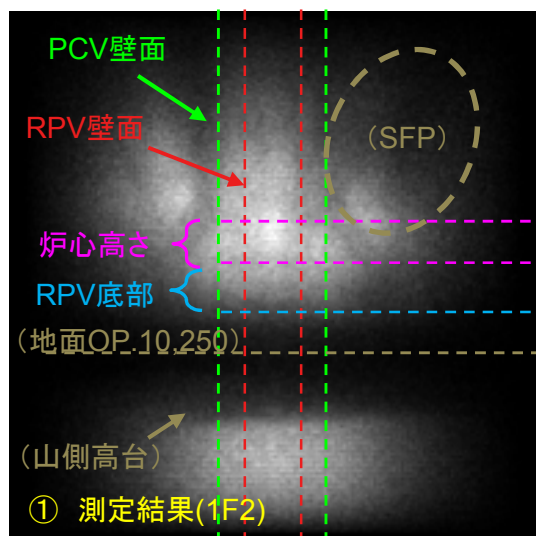 PCV壁面
RPV壁面
(SFP)
炉心高さ
RPV底部
(地面OP.10,250)
(山側高台)
① 測定結果(1F2)